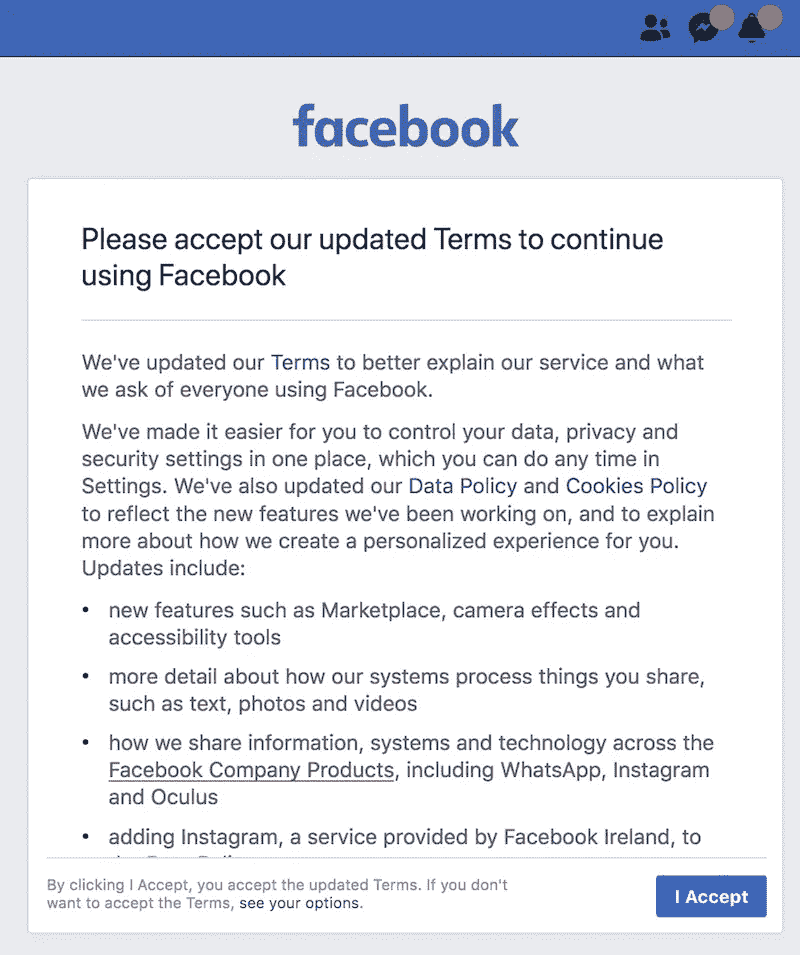 facebook
Please accept our updated Terms to continue
using Facebook
We've updated our Terms to better explain our service and what
we ask of everyone using Facebook.
We've made it easier for you to control your data, privacy and
security settings in one place, which you can do any time in
Settings. We've also updated our Data Policy and Cookies Policy
to reflect the new features we've been working on, and to explain
more about how we create a personalized experience for you.
Updates include:
• new features such as Marketplace, camera effects and
accessibility tools
• more detail about how our systems process things you share,
such as text, photos and videos
• how we share information, systems and technology across the
Facebook Company Products, including WhatsApp, Instagram
and Oculus
• adding Instagram, a service provided by Facebook Ireland, to
By clicking I Accept, you accept the updated Terms. If you don't
want to accept the Terms, see your options.
I Accept